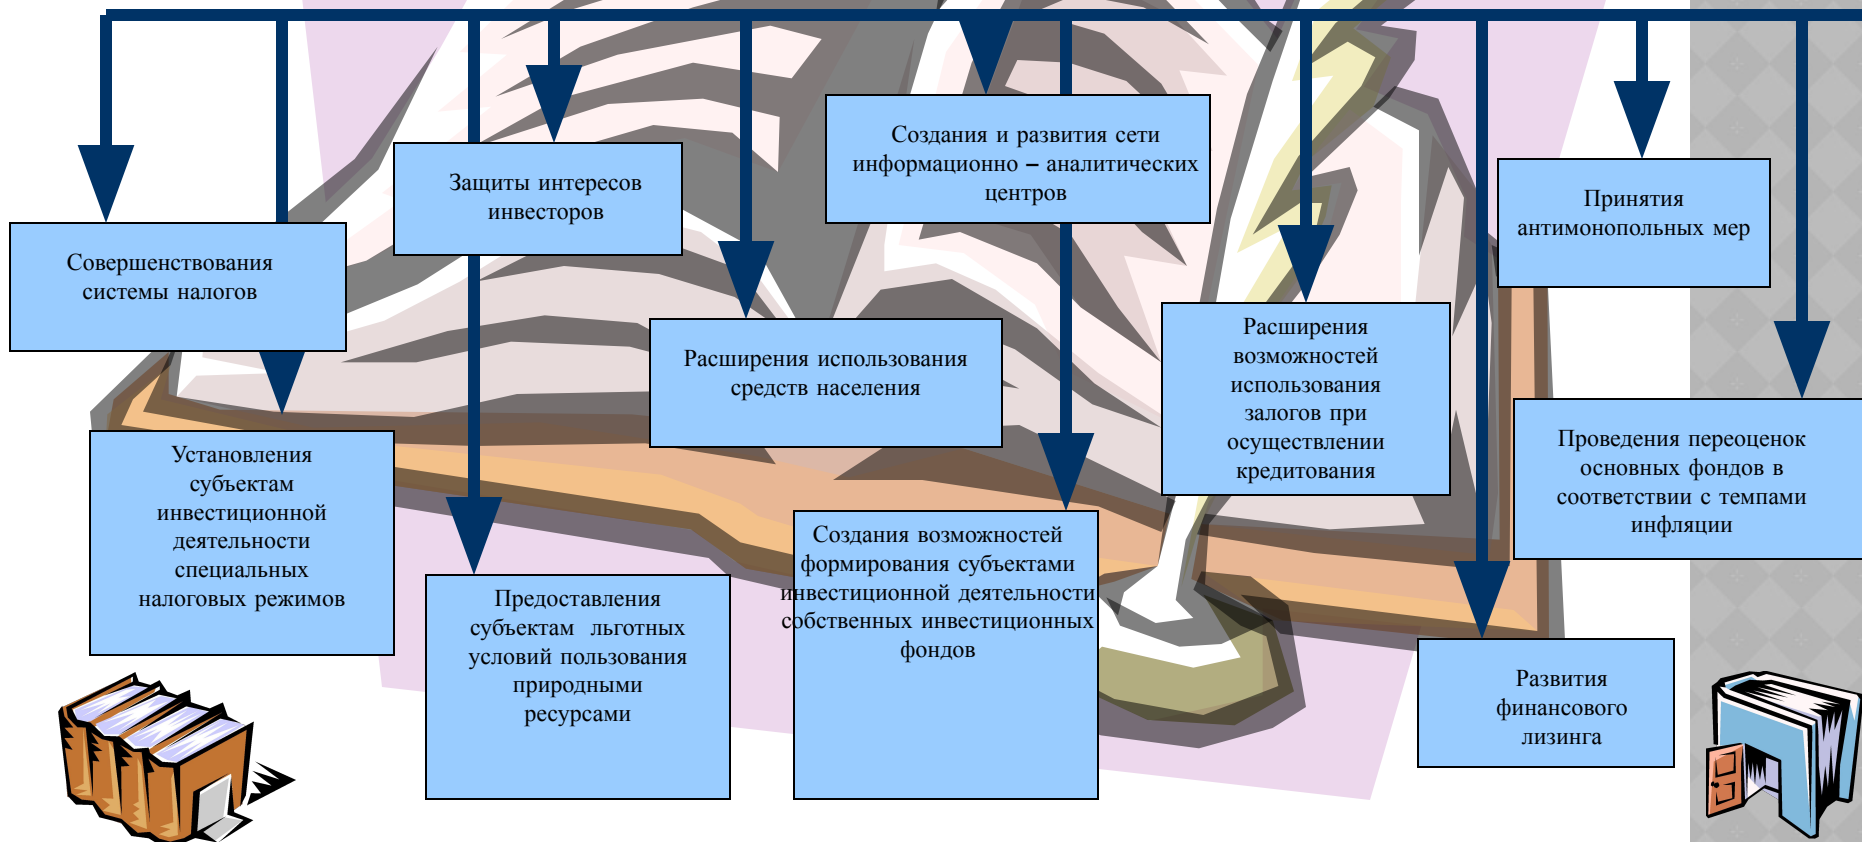 Совершенствования
системы налогов
Установления
субъектам
инвестиционной
деятельности
специальных
налоговых режимов
Защиты интересов
инвесторов
Предоставления
субъектам льготных
условий пользования
природными
ресурсами
Расширения использования
средств населения
Создания и развития сети
информационно – аналитических
центров
Создания возможностей
формирования субъектами
инвестиционной деятельности
собственных инвестиционных
фондов
Расширения
возможностей
использования
залогов при
осуществлении
кредитования
Развития
финансового
лизинга
Принятия
антимонопольных мер
Проведения переоценок
основных фондов в
соответствии с темпами
инфляции